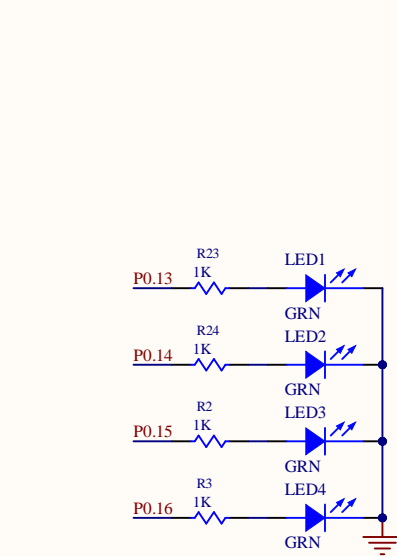 R23
1K
LED1
P0.13
GRN
R24
1K
LED2
P0.14
GRN
R2
1K
LED3
P0.15
GRN
R3
1K
LED4
P0.16
GRN